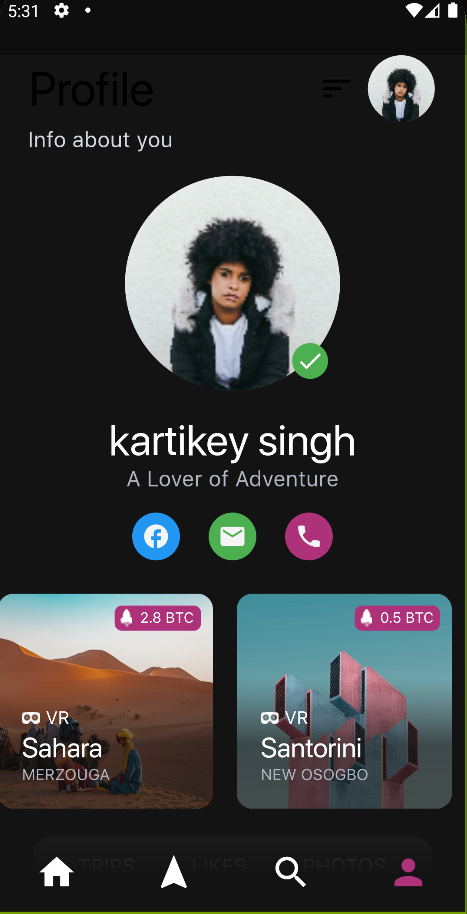 5:31
Profile
Info about you
kartikey singh
A Lover of Adventure
2.8 BTC
0.5 BTC
VR
VR
Sahara
Santorini
MERZOUGA
NEW OSOGBO
TRIPS LIKES PHOTOS